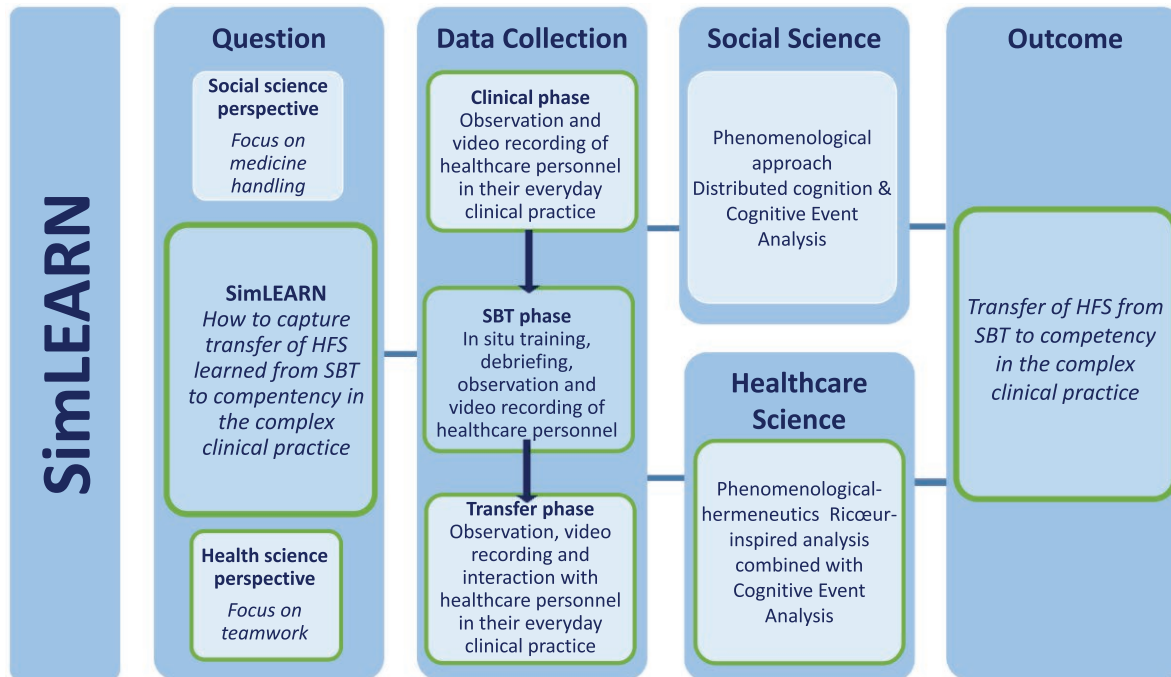 SimLEARN
Question
Social science
perspective
Focus on
medicine
handling
SimLEARN
How to capture
transfer of HFS
learned from SBT
to compentency in
the complex
clinical practice
Health science
perspective
Focus on
teamwork
Data Collection
Clinical phase
Observation and
video recording of
healthcare personnel
in their everyday
clinical practice
SBT phase
In situ training,
debriefing,
observation and
video recording of
healthcare personnel
Transfer phase
Observation, video
recording and
interaction with
healthcare personnel
in their everyday
clinical practice
Social Science
Phenomenological
approach
Distributed cognition &
Cognitive Event
Analysis
Healthcare
Science
Phenomenological-
hermeneutics Ricœur-
inspired analysis
combined with
Cognitive Event
Analysis
Outcome
Transfer of HFS from
SBT to competency
in the complex
clinical practice